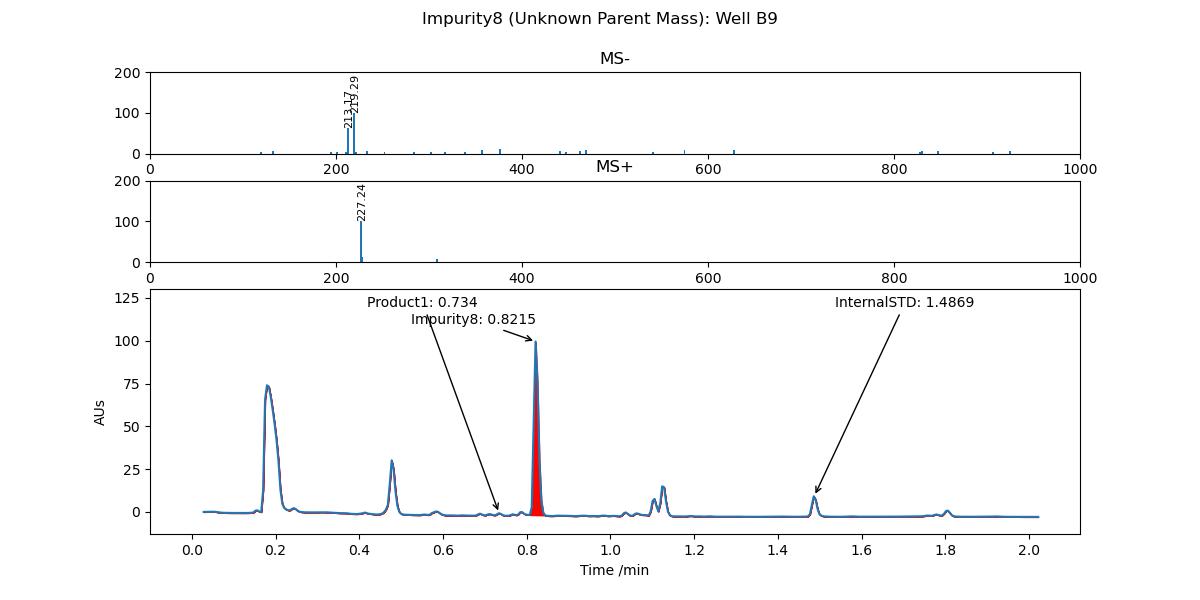 Impurity8 (Unknown Parent Mass): Well B9
MS-
200
100
0
213.17
219.29
0 200 400 600 800 1000
MS+
200
100
0
227.24
0 200 400 600 800 1000
Product1: 0.734
InternalSTD: 1.4869
Impurity8: 0.8215
125
100
75
50
25
0
AUs
0.0 0.2 0.4 0.6 0.8 1.0 1.2 1.4 1.6 1.8 2.0
Time /min